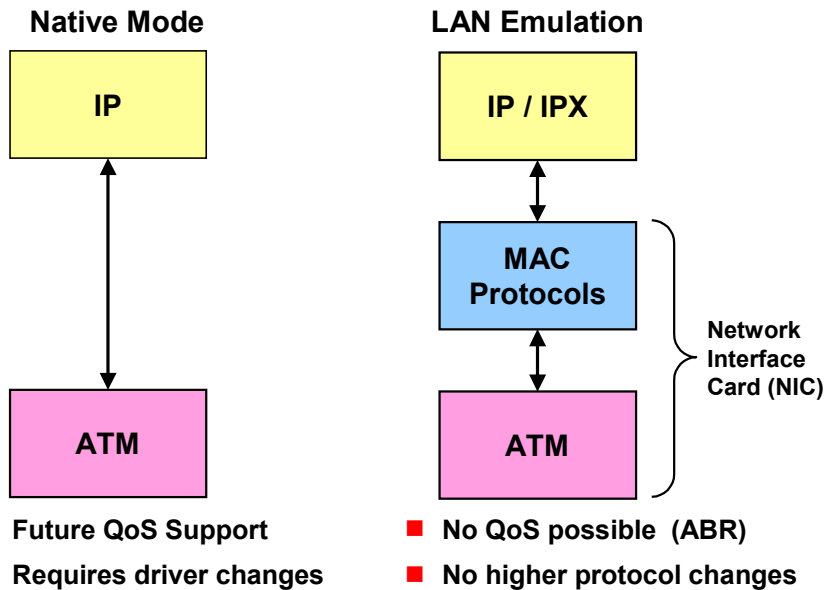 Native Mode
IP
ATM
Future QoS Support
Requires driver changes
LAN Emulation
IP / IPX
MAC
Protocols
ATM
Network
Interface
Card (NIC)
No QoS possible (ABR)
No higher protocol changes